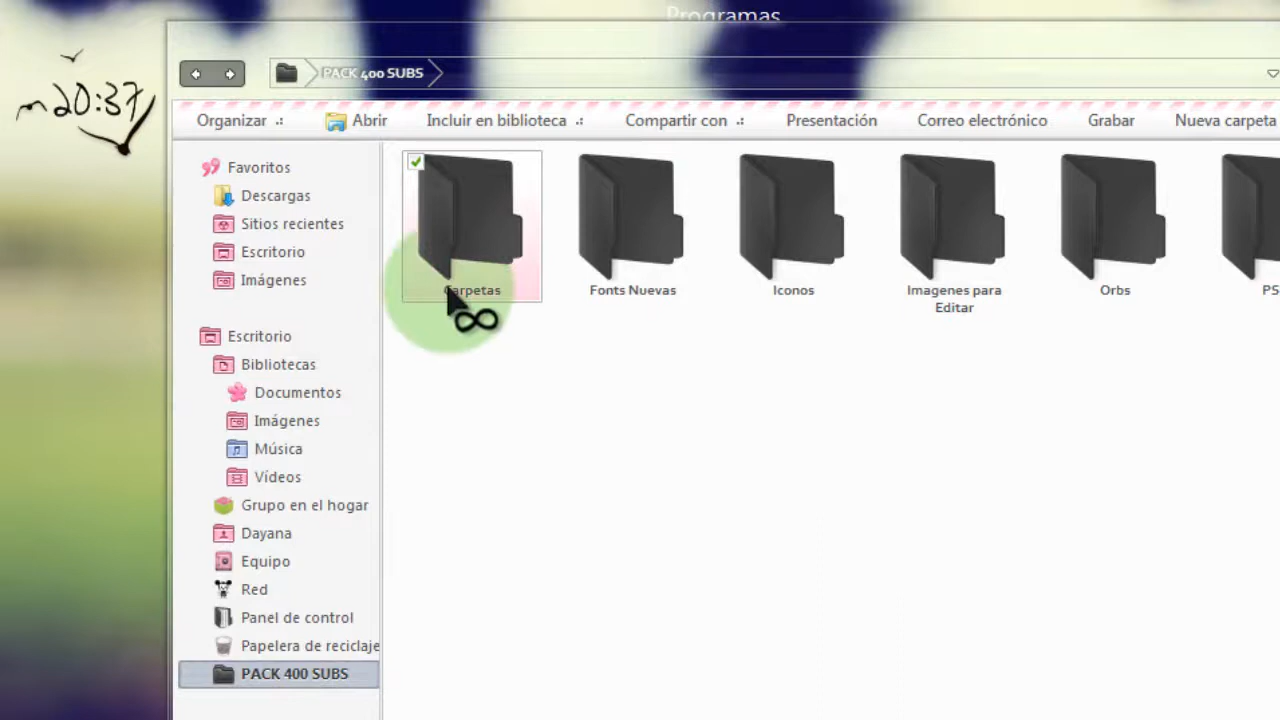 Programas
20:37
PACK 400 SUBS
Organizar
Abrir
Incluir en biblioteca
Compartir con
Presentación
Correo electrónico
Grabar
Nueva carpeta
Favoritos
Descargas
Sitios recientes
Escritorio
Imágenes
Escritorio
Bibliotecas
Documentos
Imágenes
Música
Vídeos
Grupo en el hogar
Dayana
Equipo
Red
Panel de control
Papelera de reciclaje
PACK 400 SUBS
Carpetas
Fonts Nuevas
Iconos
Imagenes para
Editar
Orbs